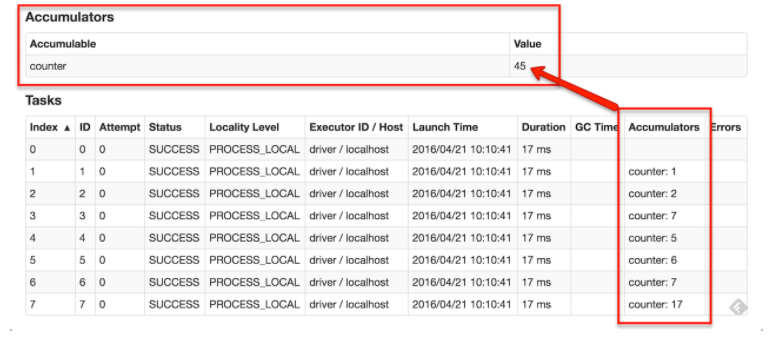 Accumulators
Accumulable Value
counter 45
Tasks
Index ▲ ID Attempt Status Locality Level Executor ID / Host Launch Time Duration GC Time Accumulators Errors
0 0 0 SUCCESS PROCESS_LOCAL driver / localhost 2016/04/21 10:10:41 17 ms
1 1 0 SUCCESS PROCESS_LOCAL driver / localhost 2016/04/21 10:10:41 17 ms counter: 1
2 2 0 SUCCESS PROCESS_LOCAL driver / localhost 2016/04/21 10:10:41 17 ms counter: 2
3 3 0 SUCCESS PROCESS_LOCAL driver / localhost 2016/04/21 10:10:41 17 ms counter: 7
4 4 0 SUCCESS PROCESS_LOCAL driver / localhost 2016/04/21 10:10:41 17 ms counter: 5
5 5 0 SUCCESS PROCESS_LOCAL driver / localhost 2016/04/21 10:10:41 17 ms counter: 6
6 6 0 SUCCESS PROCESS_LOCAL driver / localhost 2016/04/21 10:10:41 17 ms counter: 7
7 7 0 SUCCESS PROCESS_LOCAL driver / localhost 2016/04/21 10:10:41 17 ms counter: 17